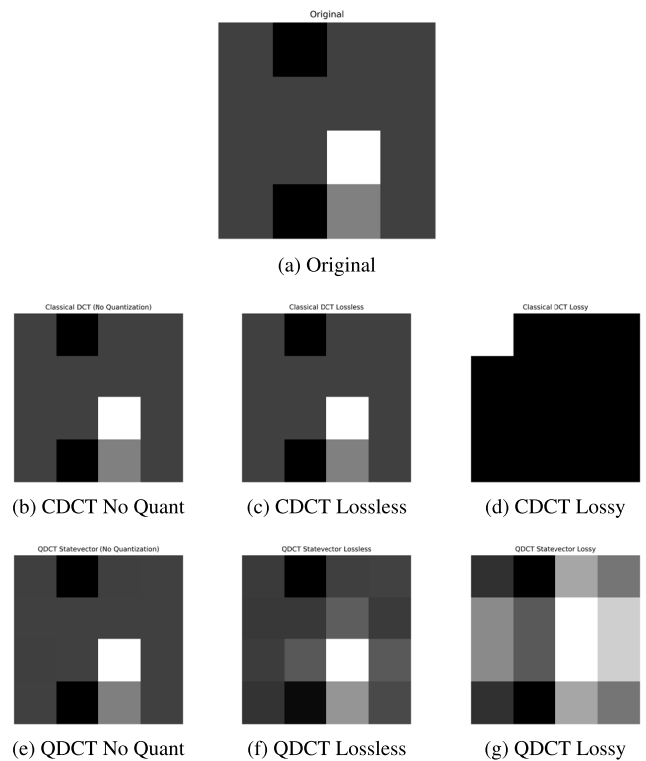 Original
(a) Original
Classical DCT (No Quantization)
Classical DCT Lossless
Classical DCT Lossy
(b) CDCT No Quant
(c) CDCT Lossless
(d) CDCT Lossy
QDCT Statevector (No Quantization)
QDCT Statevector Lossless
QDCT Statevector Lossy
(e) QDCT No Quant
(f) QDCT Lossless
(g) QDCT Lossy